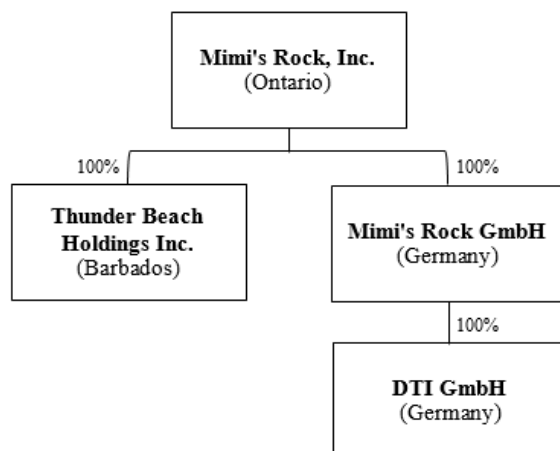 Mimi's Rock, Inc.
(Ontario)
100%
100%
Thunder Beach
Holdings Inc.
(Barbados)
Mimi's Rock GmbH
(Germany)
100%
DTI GmbH
(Germany)